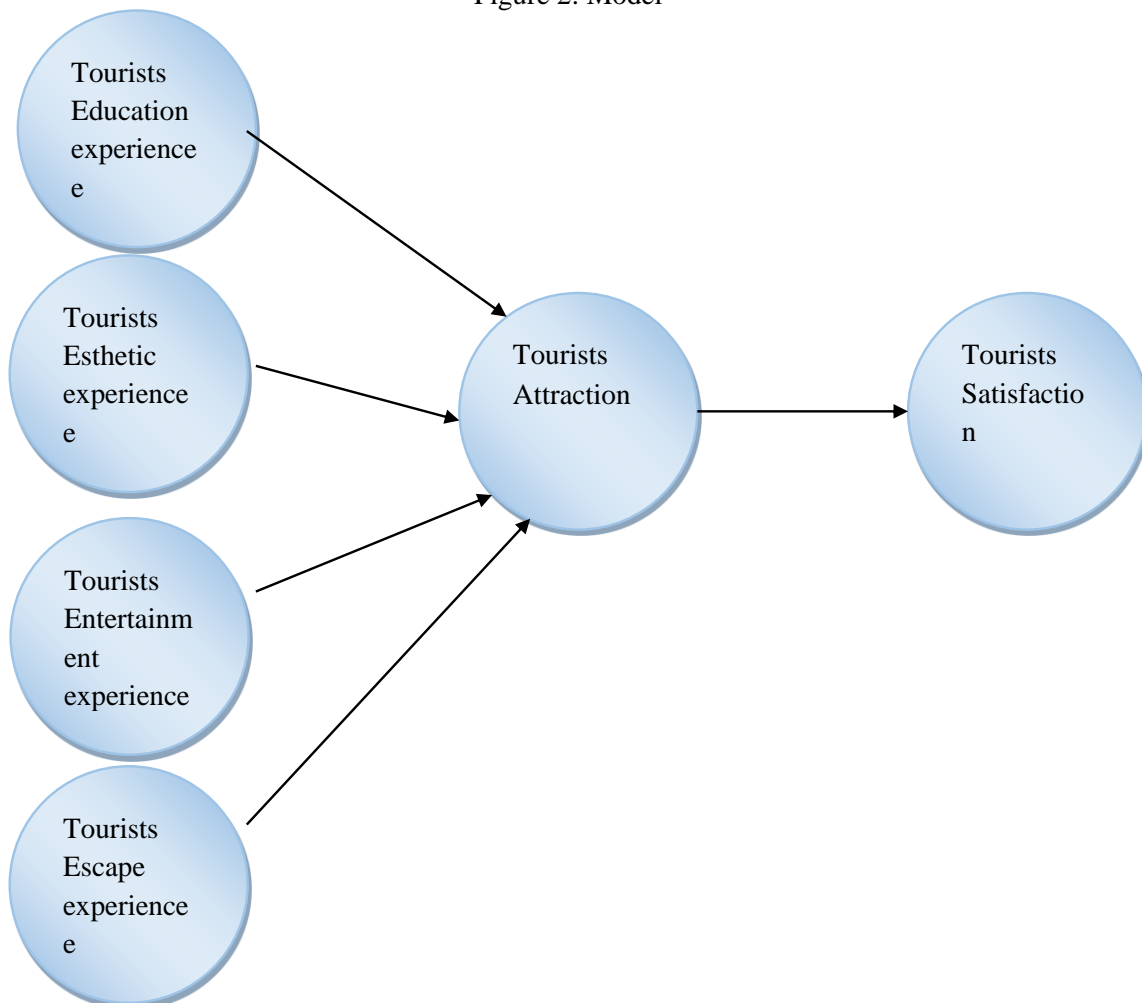 Figure 2. Model
Tourists
Education
experience
e
Tourists
Esthetic
experience
e
Tourists
Entertainm
ent
experience
Tourists
Escape
experience
e
Tourists
Attraction
Tourists
Satisfactio
n